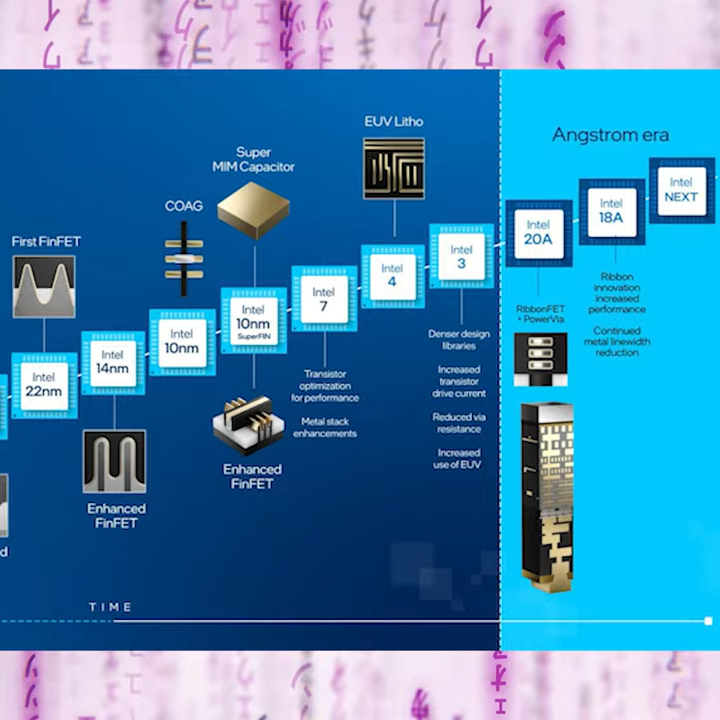 EUV Litho
Angstrom era
Super
MIM Capacitor
COAG
First FinFET
Intel
NEXT
Intel
18A
Intel
20A
Intel
3
Intel
4
Intel
7
Intel
10nm
SuperFIN
Intel
10nm
Intel
14nm
Intel
22nm
Ribbon
innovation
increased
performance
Continued
metal linewidth
reduction
RibbonFET
+ PowerVia
Denser design
libraries
Increased
transistor
drive current
Reduced via
resistance
Increased
use of EUV
Transistor
optimization
for performance
Metal stack
enhancements
Enhanced
FinFET
Enhanced
FinFET
d
TIME